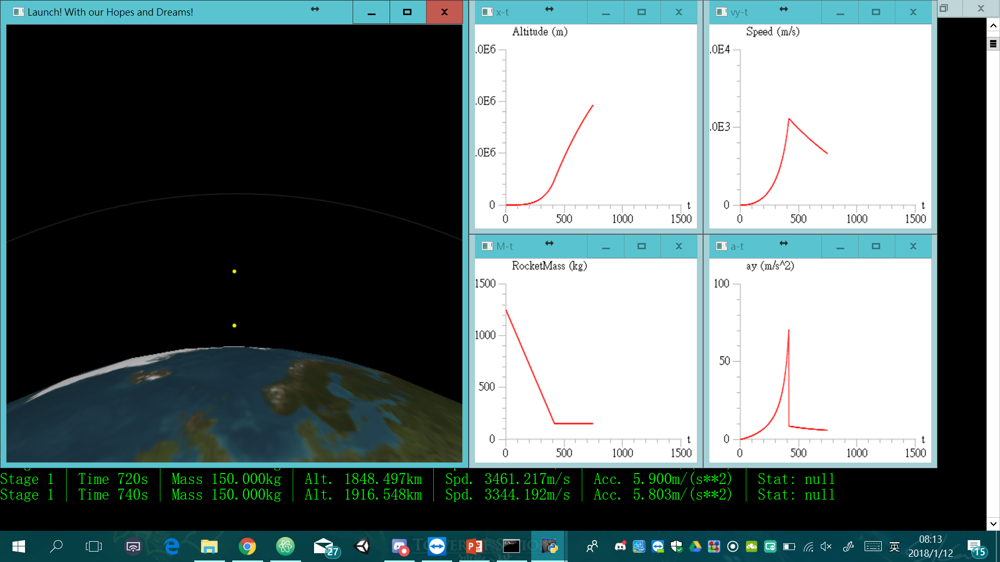 Launch! With our Hopes and Dreams!
x-t
Altitude (m)
.0E6
.0E6
.0E6
0
t
0 500 1000 1500
vy-t
Speed (m/s)
.0E4
.0E3
0
t
0 500 1000 1500
M-t
RocketMass (kg)
1500
1000
500
0
t
0 500 1000 1500
a-t
ay (m/s^2)
100
50
0
t
0 500 1000 1500
Stage 1 | Time 720s | Mass 150.000kg | Alt. 1848.497km | Spd. 3461.217m/s | Acc. 5.900m/(s**2) | Stat: null
Stage 1 | Time 740s | Mass 150.000kg | Alt. 1916.548km | Spd. 3344.192m/s | Acc. 5.803m/(s**2) | Stat: null
27
英
08:13
2018/1/12
15